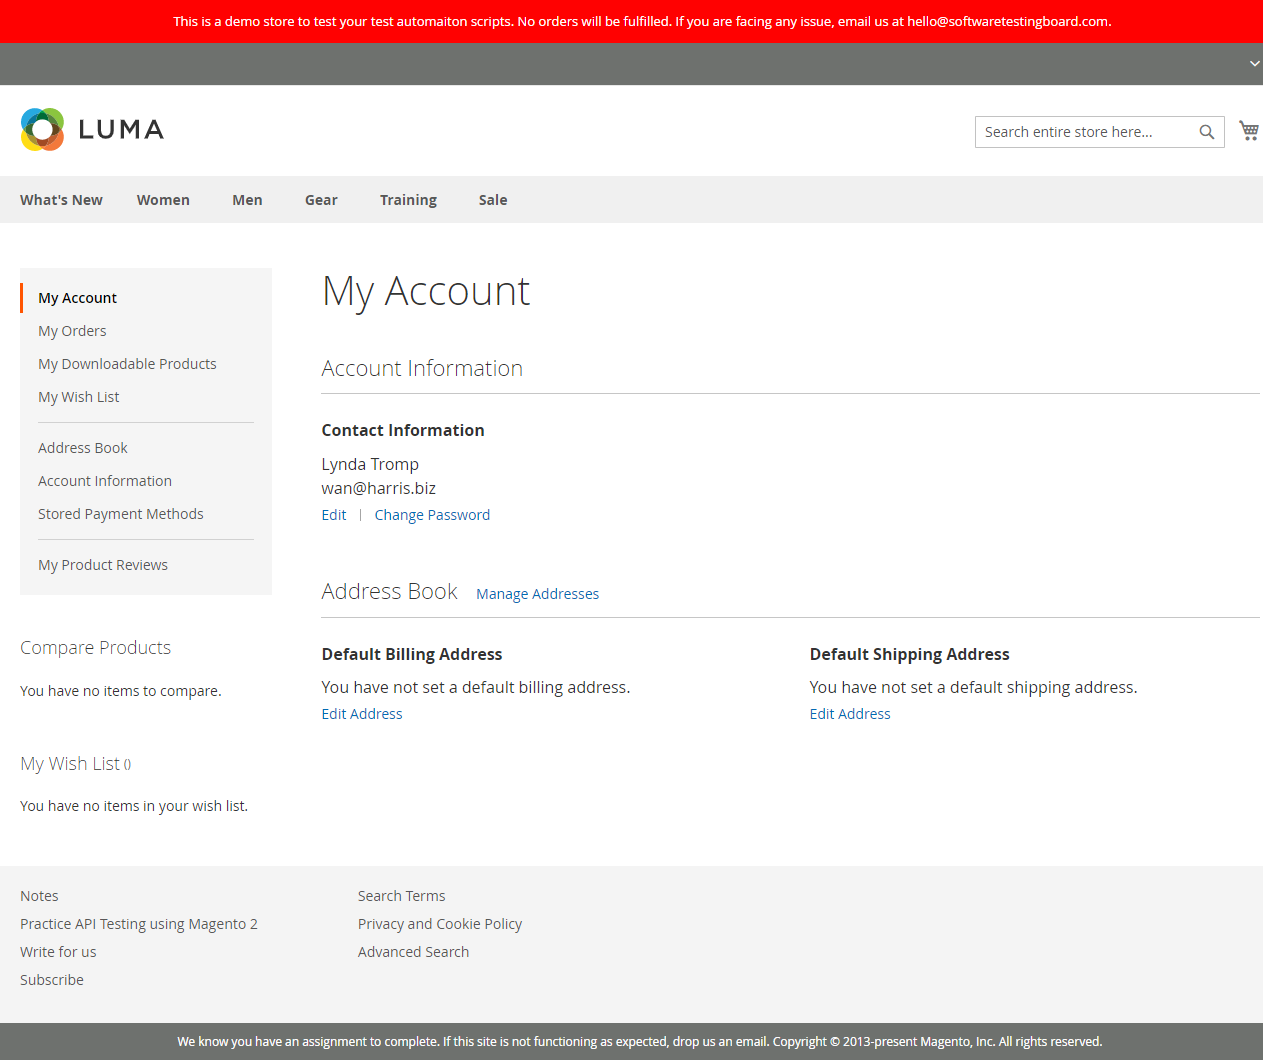 This is a demo store to test your test automaiton scripts. No orders will be fulfilled. If you are facing any issue, email us at hello@softwaretestingboard.com.
LUMA
Search entire store here...
What's New
Women
Men
Gear
Training
Sale
My Account
My Orders
My Downloadable Products
My Wish List
Address Book
Account Information
Stored Payment Methods
My Product Reviews
Compare Products
You have no items to compare.
My Wish List ()
You have no items in your wish list.
My Account
Account Information
Contact Information
Lynda Tromp
wan@harris.biz
Edit | Change Password
Address Book Manage Addresses
Default Billing Address
You have not set a default billing address.
Edit Address
Default Shipping Address
You have not set a default shipping address.
Edit Address
Notes
Practice API Testing using Magento 2
Write for us
Subscribe
Search Terms
Privacy and Cookie Policy
Advanced Search
We know you have an assignment to complete. If this site is not functioning as expected, drop us an email. Copyright © 2013-present Magento, Inc. All rights reserved.